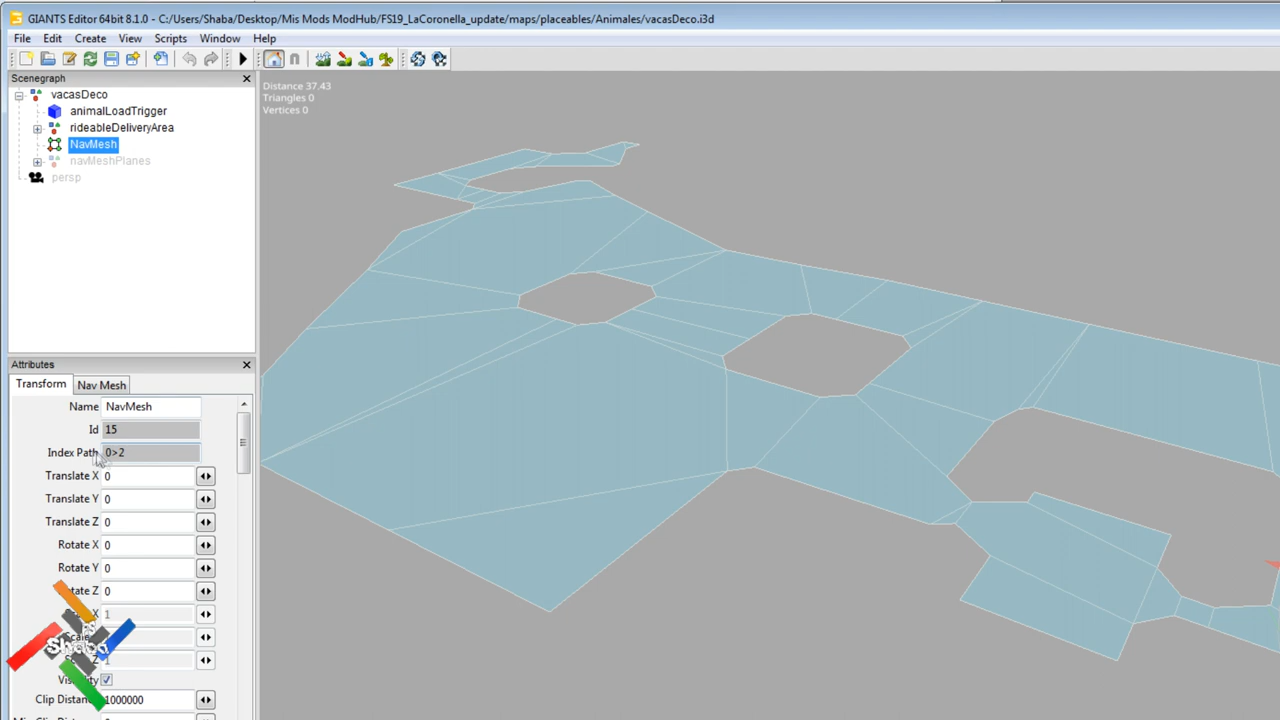 GIANTS Editor 64bit 8.1.0 - C:/Users/Shaba/Desktop/Mis Mods ModHub/FS19_LaCoronella_update/maps/placeables/Animales/vacasDeco.i3d
File Edit Create View Scripts Window Help
Scenegraph
vacasDeco
animalLoadTrigger
rideableDeliveryArea
NavMesh
navMeshPlanes
persp
Distance 37.43
Triangles 0
Vertices 0
Attributes
Transform Nav Mesh
Name NavMesh
Id 15
Index Path 0>2
Translate X 0
Translate Y 0
Translate Z 0
Rotate X 0
Rotate Y 0
Rotate Z 0
X 1
1
Shaba
Clip Distance 1000000